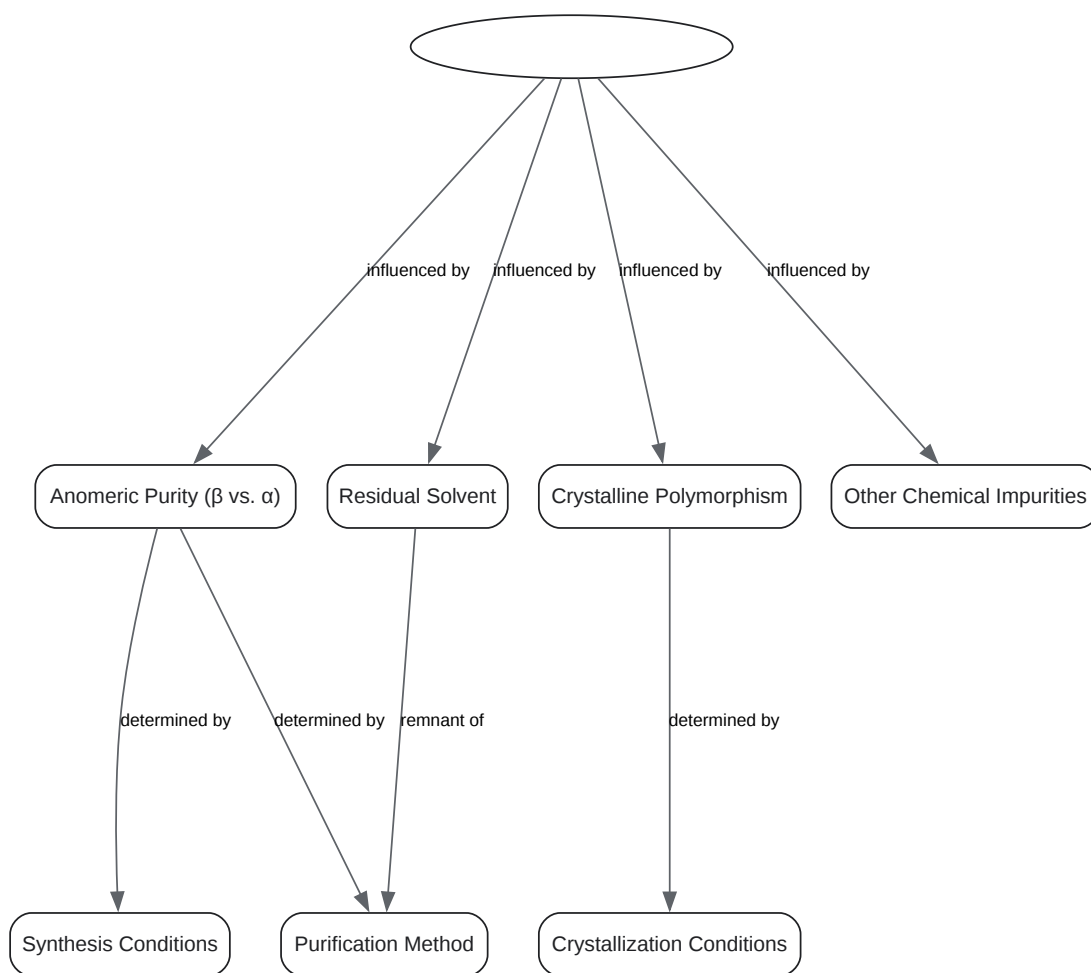 influenced by
influenced by
influenced by
influenced by
Anomeric Purity (β vs. α)
Residual Solvent
Crystalline Polymorphism
Other Chemical Impurities
determined by
determined by
remnant of
determined by
Synthesis Conditions
Purification Method
Crystallization Conditions